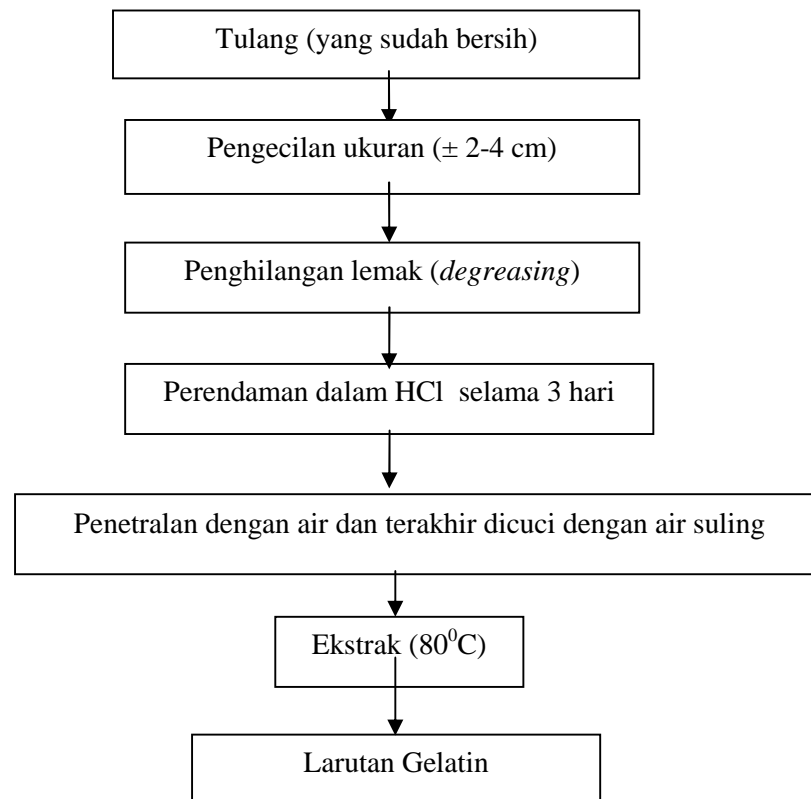 Tulang (yang sudah bersih)
Pengecilan ukuran (± 2-4 cm)
Penghilangan lemak (degreasing)
Perendaman dalam HCl  selama 3 hari
Penetralan dengan air dan terakhir dicuci dengan air suling
Ekstrak (80⁰C)
Larutan Gelatin